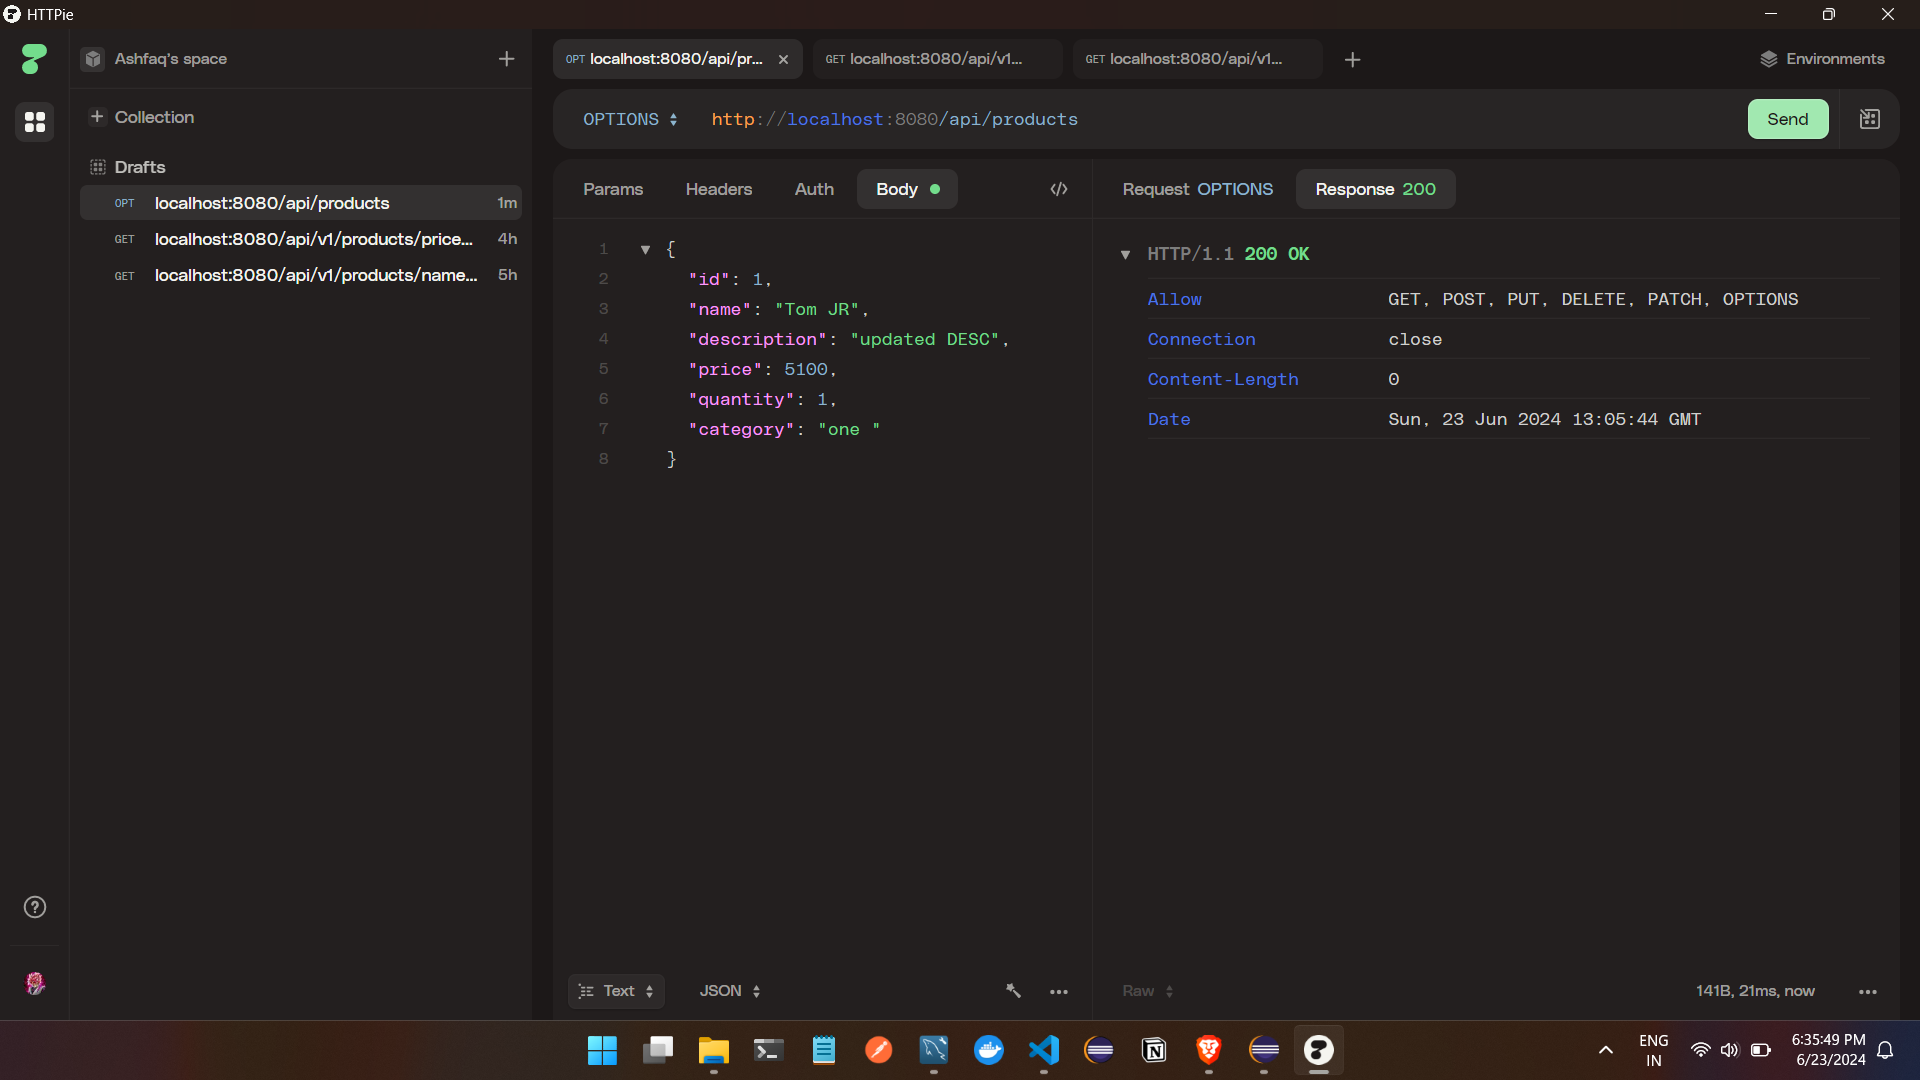 HTTPie
Ashfaq's space
Collection
Drafts
OPT localhost:8080/api/products 1m
GET localhost:8080/api/v1/products/price... 4h
GET localhost:8080/api/v1/products/name... 5h
OPT localhost:8080/api/pr...
GET localhost:8080/api/v1...
GET localhost:8080/api/v1...
Environments
OPTIONS http://localhost:8080/api/products
Send
Params Headers Auth Body
1 {
2 "id": 1,
3 "name": "Tom JR",
4 "description": "updated DESC",
5 "price": 5100,
6 "quantity": 1,
7 "category": "one "
8 }
Text JSON
Request OPTIONS Response 200
HTTP/1.1 200 OK
Allow GET, POST, PUT, DELETE, PATCH, OPTIONS
Connection close
Content-Length 0
Date Sun, 23 Jun 2024 13:05:44 GMT
Raw
141B, 21ms, now
ENG
IN
6:35:49 PM
6/23/2024